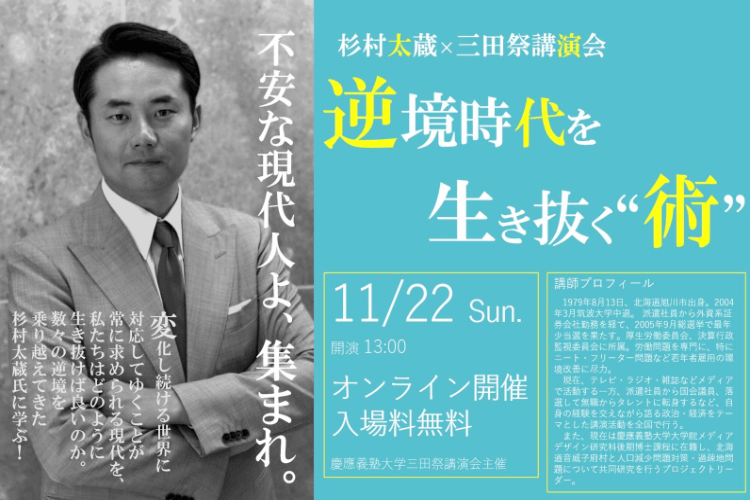 不安な現代人よ、集まれ。
変化し続ける世界に
対応してゆくことが
常に求められる現代を、
私たちはどのように
生き抜けば良いのか。
数々の逆境を
乗り越えてきた
杉村太蔵氏に学ぶ！
杉村太蔵×三田祭講演会
逆境時代を
生き抜く“術”
11/22 Sun.
開演 13:00
オンライン開催
入場料無料
慶應義塾大学三田祭講演会主催
講師プロフィール
1979年8月13日、北海道旭川市出身。2004
年3月筑波大学中退。 派遣社員から外資系証
券会社勤務を経て、2005年9月総選挙で最年
少当選を果たす。厚生労働委員会、決算行政
監視委員会に所属。労働問題を専門に、特に
ニート・フリーター問題など若年者雇用の環
境改善に尽力。
現在、テレビ・ラジオ・雑誌などメディア
で活動する一方、派遣社員から国会議員、落
選して無職からタレントに転身するなど、自
身の経験を交えながら語る政治・経済をテー
マとした講演活動を全国で行う。
また、現在は慶應義塾大学大学院メディア
デザイン研究科後期博士課程に在籍し、北海
道音威子府村と人口減少問題対策・過疎地問
題について共同研究を行うプロジェクトリー
ダー。